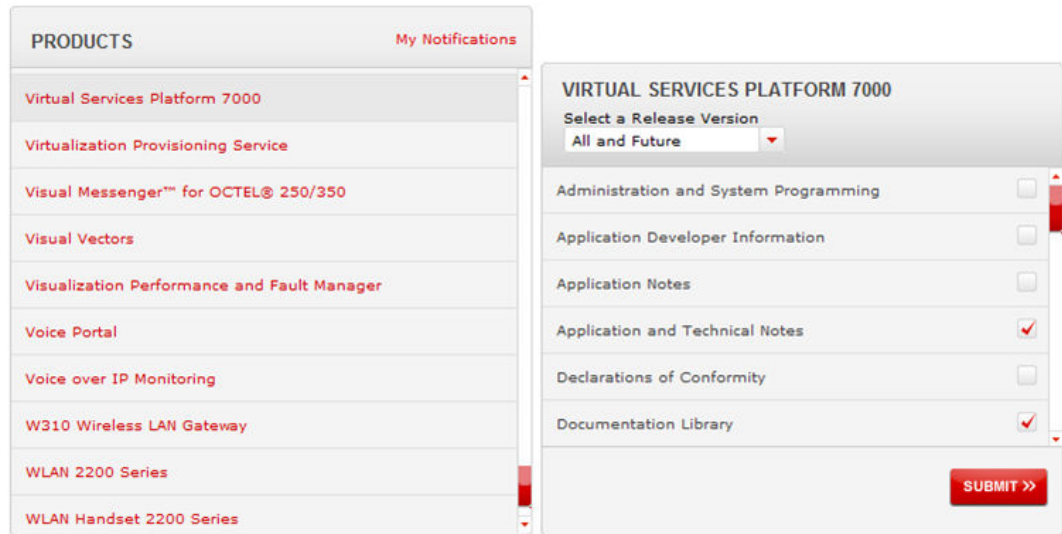 PRODUCTS
My Notifications
Virtual Services Platform 7000
Virtualization Provisioning Service
Visual Messenger™ for OCTEL® 250/350
Visual Vectors
Visualization Performance and Fault Manager
Voice Portal
Voice over IP Monitoring
W310 Wireless LAN Gateway
WLAN 2200 Series
WLAN Handset 2200 Series
VIRTUAL SERVICES PLATFORM 7000
Select a Release Version
All and Future
Administration and System Programming
Application Developer Information
Application Notes
Application and Technical Notes
Declarations of Conformity
Documentation Library
SUBMIT >>